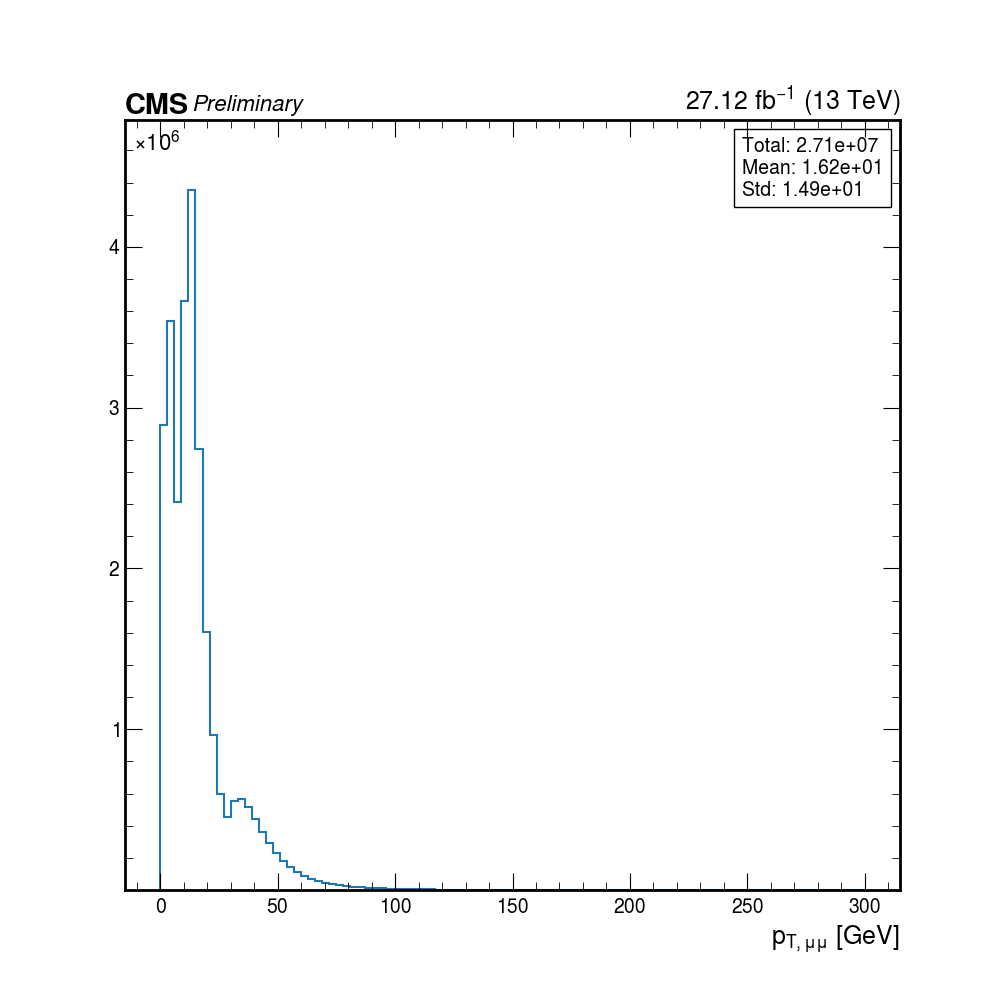 CMS Preliminary
27.12 fb⁻¹ (13 TeV)
×10⁶
Total: 2.71e+07
Mean: 1.62e+01
Std: 1.49e+01
4
3
2
1
0 50 100 150 200 250 300
p_T, μμ [GeV]